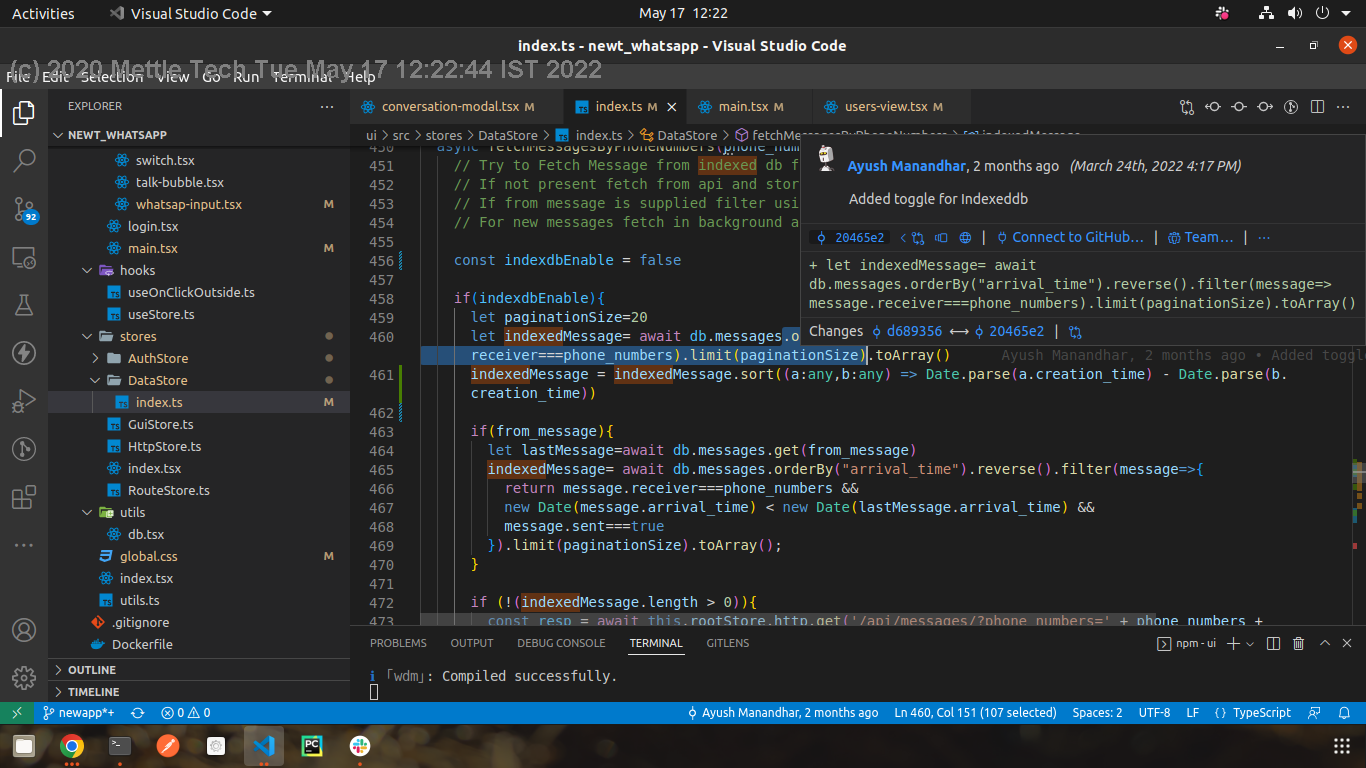 Activities
Visual Studio Code
May 17 12:22
index.ts - newt_whatsapp - Visual Studio Code
File Edit Selection View Go Run Terminal Help
(c) 2020 Mettle Tech Tue May 17 12:22:44 IST 2022
EXPLORER
conversation-modal.tsx M
index.ts M
main.tsx M
users-view.tsx M
NEWT_WHATSAPP
ui > src > stores > DataStore > index.ts > DataStore > fetchMessagesByPhoneNumbers > indexedMessage
switch.tsx
talk-bubble.tsx
whatsap-input.tsx M
login.tsx
main.tsx M
hooks
useOnClickOutside.ts
useStore.ts
stores
AuthStore
DataStore
index.ts M
GuiStore.ts
HttpStore.ts
index.tsx
RouteStore.ts
utils
db.tsx
global.css M
index.tsx
utils.ts
.gitignore
Dockerfile
OUTLINE
TIMELINE
92
450 async fetchMessagesByPhoneNumbers(phone_num
451 // Try to Fetch Message from indexed db f
452 // If not present fetch from api and stor
453 // If from message is supplied filter usi
454 // For new messages fetch in background a
455
456 const indexdbEnable = false
457
458 if(indexdbEnable){
459 let paginationSize=20
460 let indexedMessage= await db.messages.o
receiver===phone_numbers).limit(paginationSize).toArray() Ayush Manandhar, 2 months ago • Added toggle
461 indexedMessage = indexedMessage.sort((a:any,b:any) => Date.parse(a.creation_time) - Date.parse(b.
creation_time))
462
463 if(from_message){
464 let lastMessage=await db.messages.get(from_message)
465 indexedMessage= await db.messages.orderBy("arrival_time").reverse().filter(message=>{
466 return message.receiver===phone_numbers &&
467 new Date(message.arrival_time) < new Date(lastMessage.arrival_time) &&
468 message.sent===true
469 }).limit(paginationSize).toArray();
470 }
471
472 if (!(indexedMessage.length > 0)){
473 const resp = await this.rootStore.http.get('/api/messages/?phone_numbers=' + phone_numbers +
Ayush Manandhar, 2 months ago (March 24th, 2022 4:17 PM)
Added toggle for Indexeddb
20465e2 | Connect to GitHub... | Team... | ...
+ let indexedMessage= await
db.messages.orderBy("arrival_time").reverse().filter(message=>
message.receiver===phone_numbers).limit(paginationSize).toArray()
Changes d689356 ⟷ 20465e2 |
PROBLEMS OUTPUT DEBUG CONSOLE TERMINAL GITLENS
npm - ui
i 「wdm」: Compiled successfully.
newapp*+
0 0
Ayush Manandhar, 2 months ago
Ln 460, Col 151 (107 selected)
Spaces: 2
UTF-8
LF
{ } TypeScript